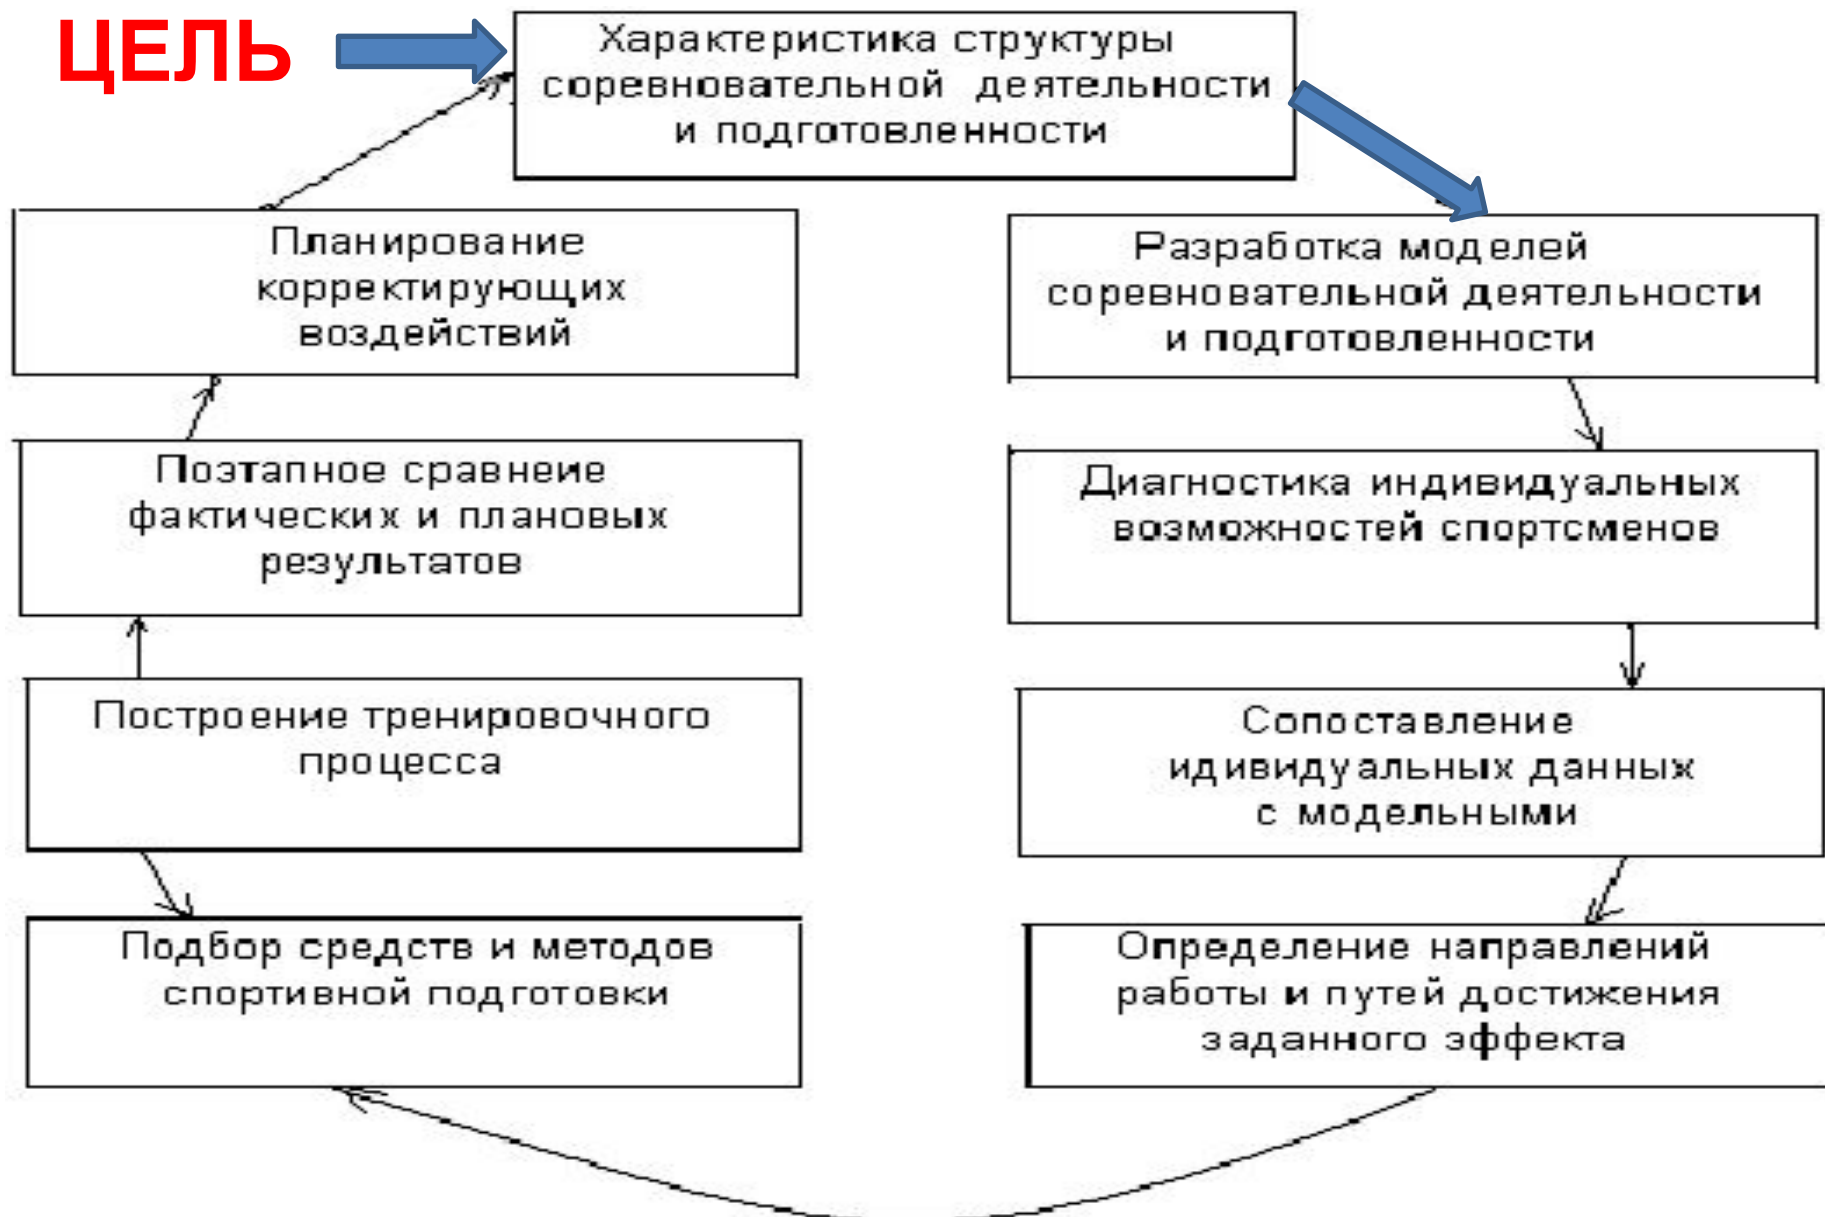 ЦЕЛЬ
Характеристика структуры
соревновательной деятельности
и подготовленности
Планирование
корректирующих
воздействий
Разработка моделей
соревновательной деятельности
и подготовленности
Поэтапное сравнеие
фактических и плановых
результатов
Диагностика индивидуальных
возможностей спортсменов
Построение тренировочного
процесса
Сопоставление
идивидуальных данных
с модельными
Подбор средств и методов
спортивной подготовки
Определение направлений
работы и путей достижения
заданного эффекта